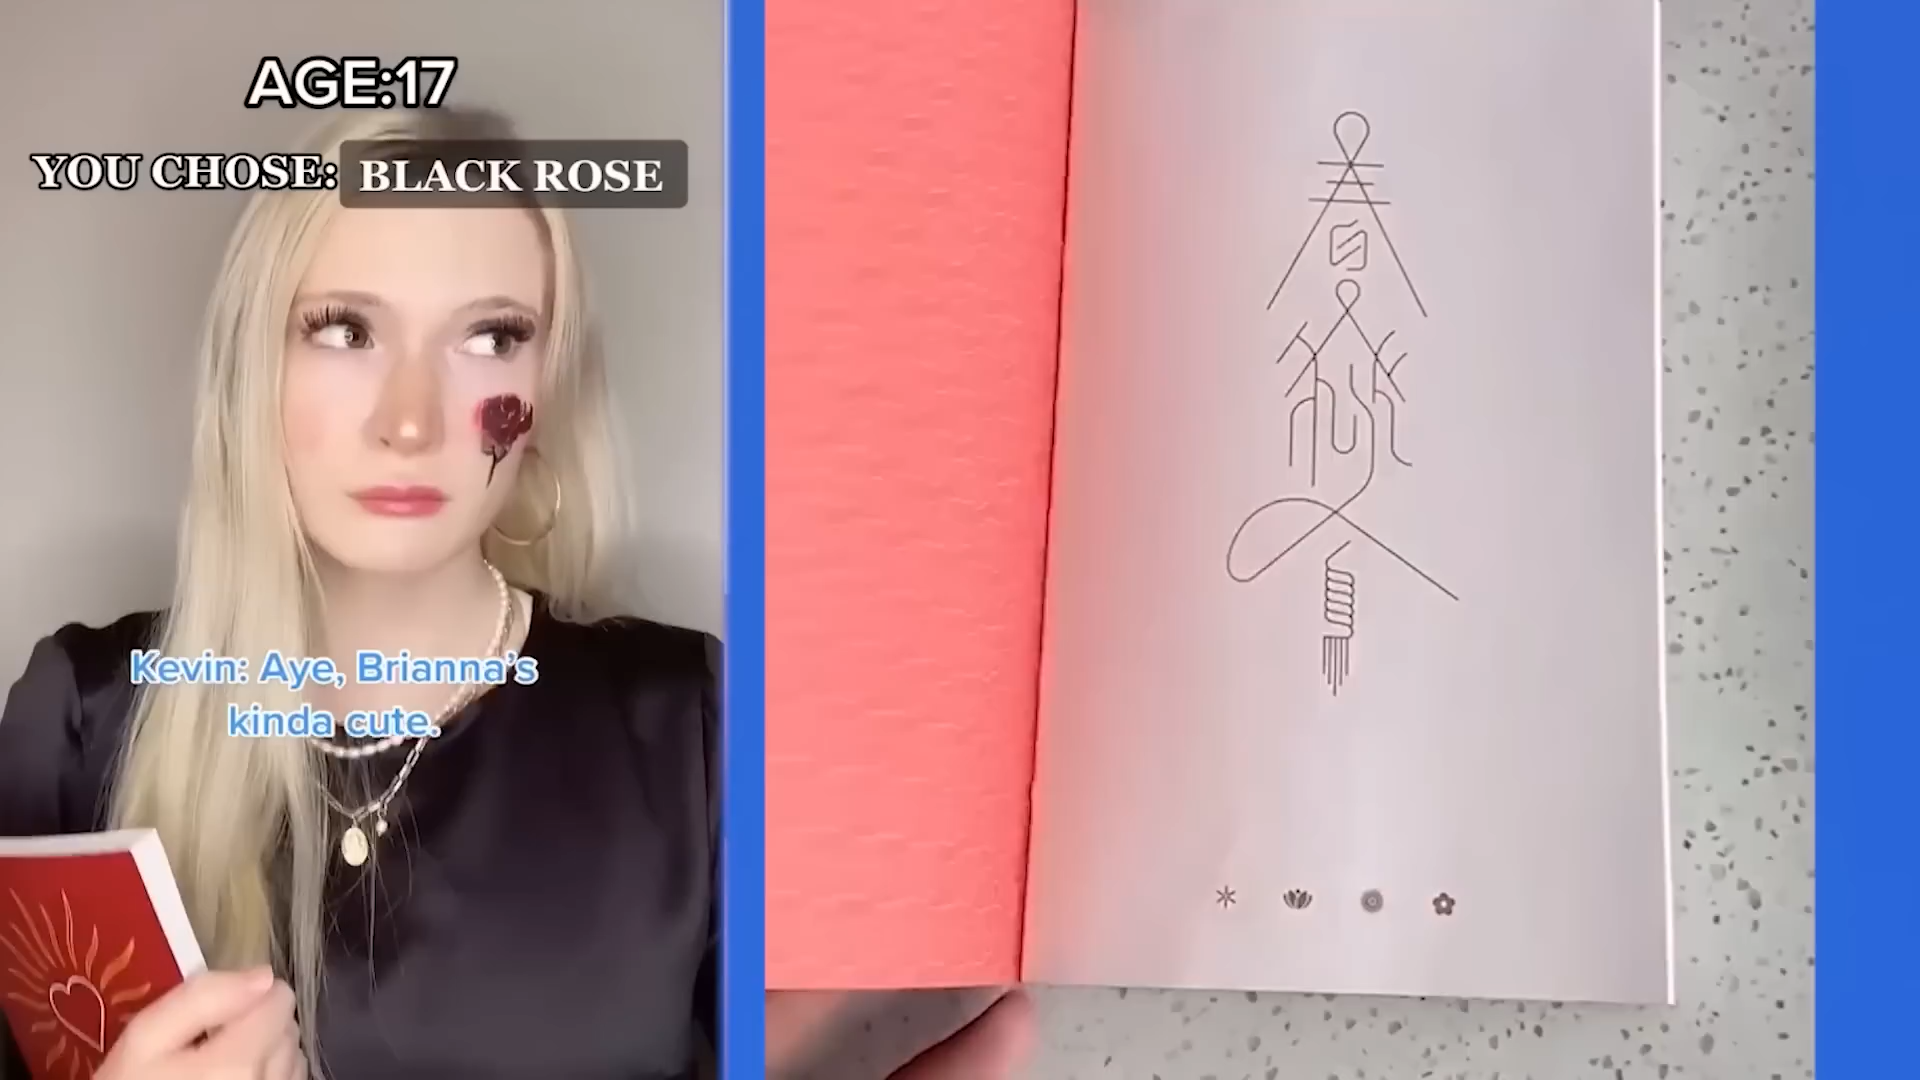 AGE:17
YOU CHOSE: BLACK ROSE
Kevin: Aye, Brianna's
kinda cute.